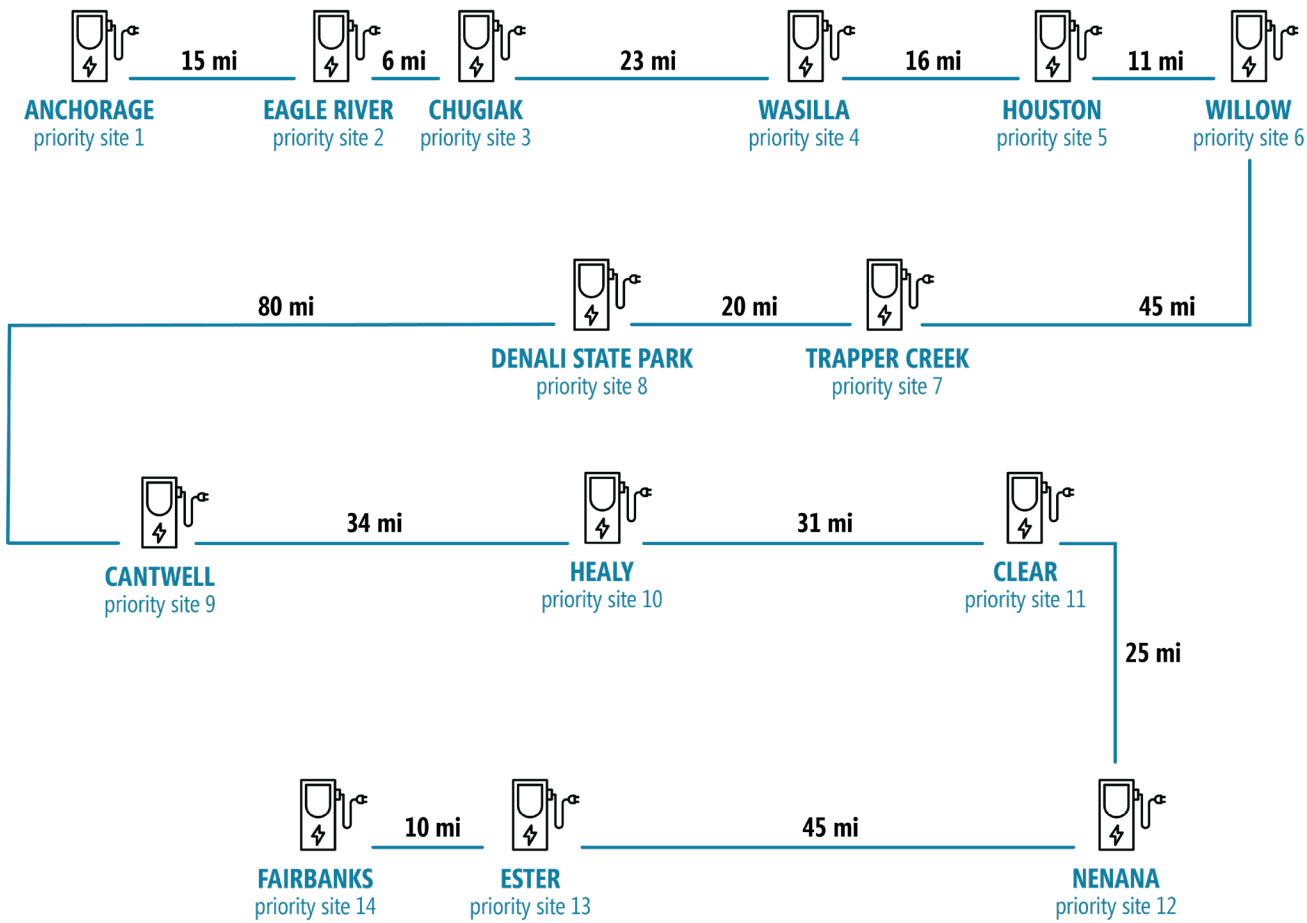 15 mi
6 mi
23 mi
16 mi
11 mi
ANCHORAGE
priority site 1
EAGLE RIVER
priority site 2
CHUGIAK
priority site 3
WASILLA
priority site 4
HOUSTON
priority site 5
WILLOW
priority site 6
80 mi
20 mi
45 mi
DENALI STATE PARK
priority site 8
TRAPPER CREEK
priority site 7
34 mi
31 mi
CANTWELL
priority site 9
HEALY
priority site 10
CLEAR
priority site 11
25 mi
10 mi
45 mi
FAIRBANKS
priority site 14
ESTER
priority site 13
NENANA
priority site 12